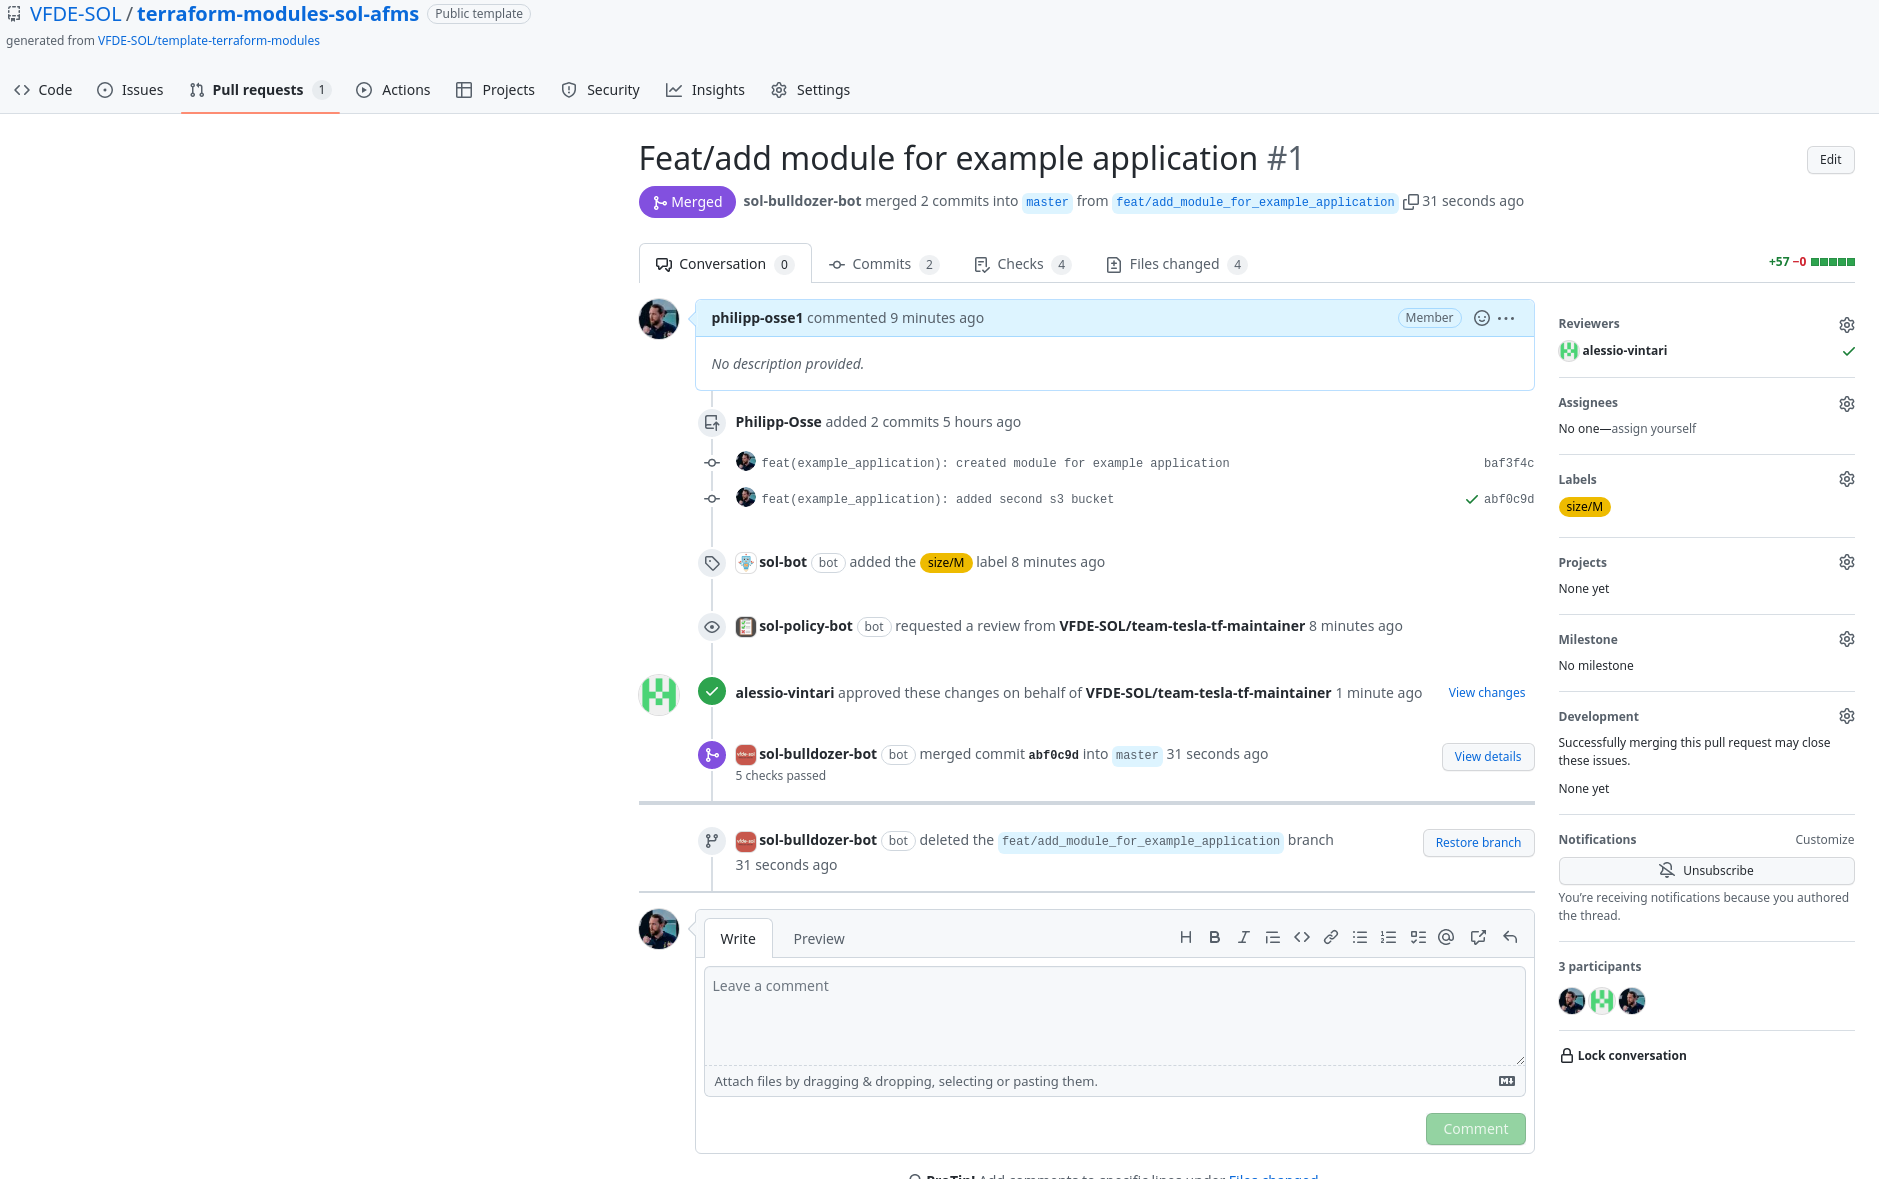 VFDE-SOL / terraform-modules-sol-afms Public template
generated from VFDE-SOL/template-terraform-modules
Code Issues Pull requests 1 Actions Projects Security Insights Settings
Feat/add module for example application #1
Edit
Merged sol-bulldozer-bot merged 2 commits into master from feat/add_module_for_example_application 31 seconds ago
Conversation 0 Commits 2 Checks 4 Files changed 4
+57 −0
philipp-osse1 commented 9 minutes ago Member
No description provided.
Philipp-Osse added 2 commits 5 hours ago
feat(example_application): created module for example application baf3f4c
feat(example_application): added second s3 bucket abf0c9d
sol-bot bot added the size/M label 8 minutes ago
sol-policy-bot bot requested a review from VFDE-SOL/team-tesla-tf-maintainer 8 minutes ago
alessio-vintari approved these changes on behalf of VFDE-SOL/team-tesla-tf-maintainer 1 minute ago View changes
sol-bulldozer-bot bot merged commit abf0c9d into master 31 seconds ago
View details
5 checks passed
sol-bulldozer-bot bot deleted the feat/add_module_for_example_application branch
31 seconds ago
Restore branch
Write Preview
Leave a comment
Attach files by dragging & dropping, selecting or pasting them.
Comment
ProTip! Add comments to specific lines under Files changed.
Reviewers
alessio-vintari
Assignees
No one—assign yourself
Labels
size/M
Projects
None yet
Milestone
No milestone
Development
Successfully merging this pull request may close
these issues.
None yet
Notifications Customize
Unsubscribe
You're receiving notifications because you authored
the thread.
3 participants
Lock conversation